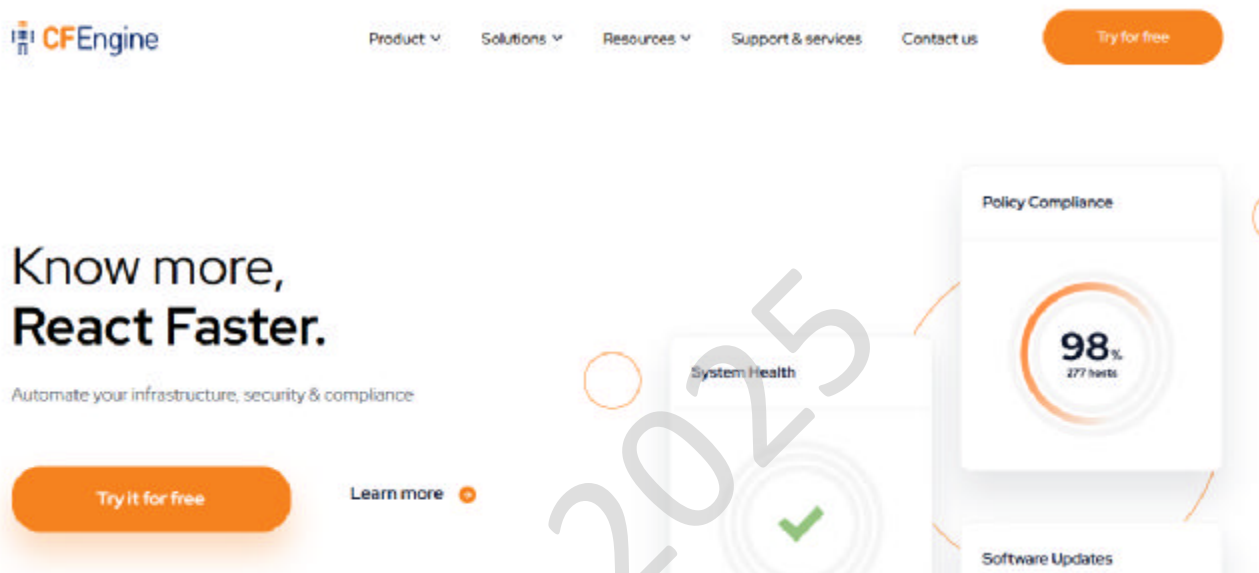 CFEngine
Product
Solutions
Resources
Support & services
Contact us
Try for free
Know more,
React Faster.
Automate your infrastructure, security & compliance
Try it for free
Learn more
Policy Compliance
98%
277 hosts
System Health
Software Updates
2025